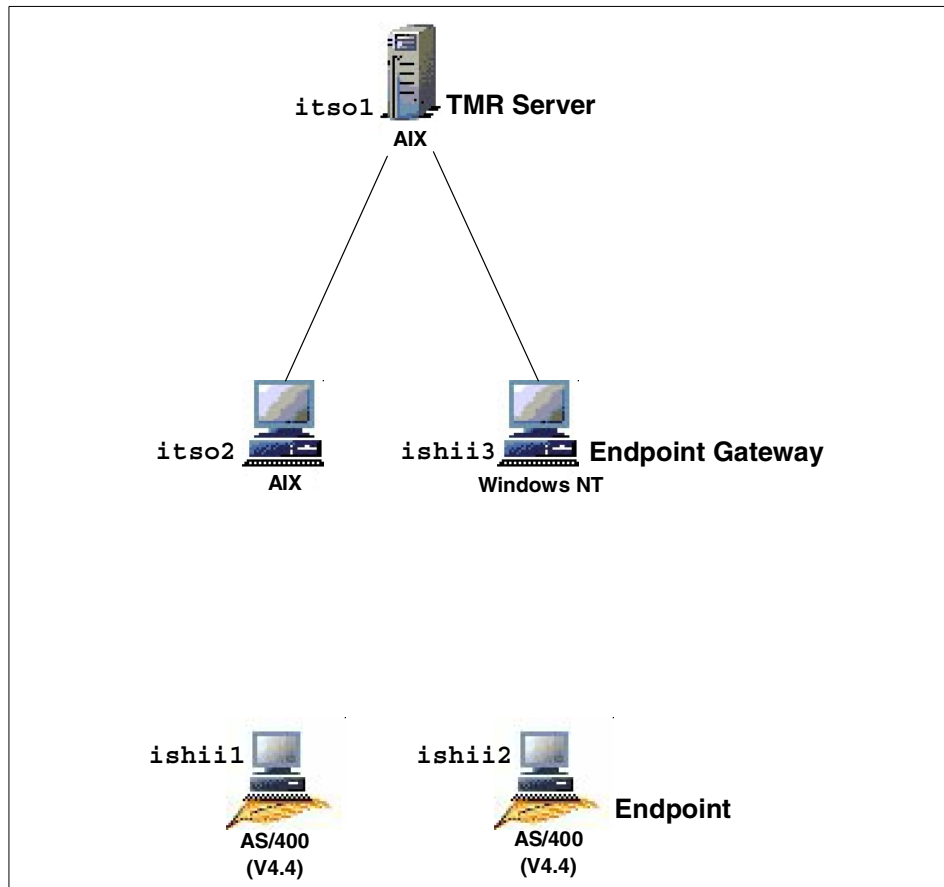 itso1 TMR Server
AIX
itso2
AIX
ishii3 Endpoint Gateway
Windows NT
ishii1
AS/400
(V4.4)
ishii2 Endpoint
AS/400
(V4.4)